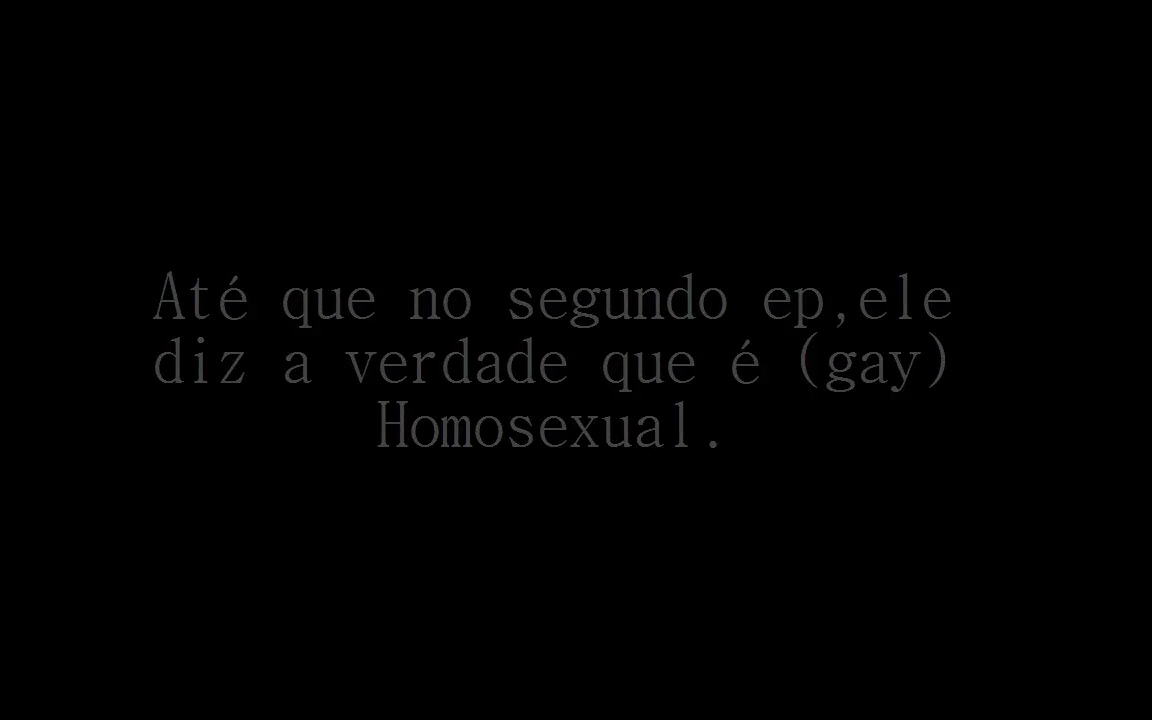 Até que no segundo ep,ele
diz a verdade que é (gay)
Homosexual.